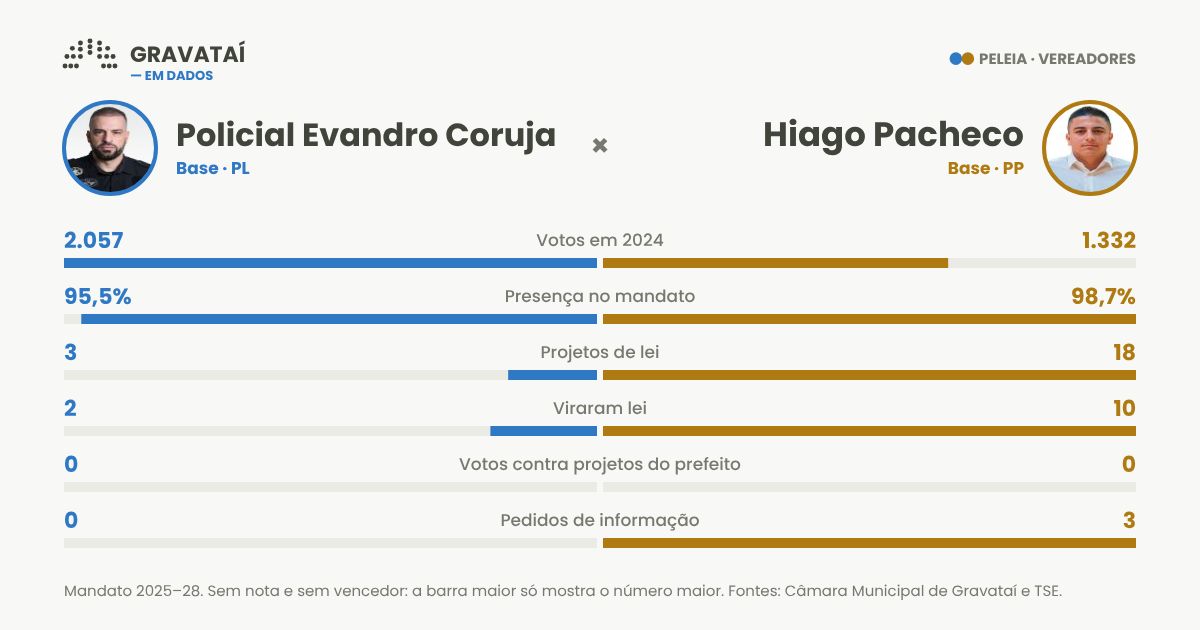 GRAVATAÍ
— EM DADOS
PELEIA · VEREADORES
Policial Evandro Coruja
Base · PL
×
Hiago Pacheco
Base · PP
2.057 Votos em 2024 1.332
95,5% Presença no mandato 98,7%
3 Projetos de lei 18
2 Viraram lei 10
0 Votos contra projetos do prefeito 0
0 Pedidos de informação 3
Mandato 2025–28. Sem nota e sem vencedor: a barra maior só mostra o número maior. Fontes: Câmara Municipal de Gravataí e TSE.